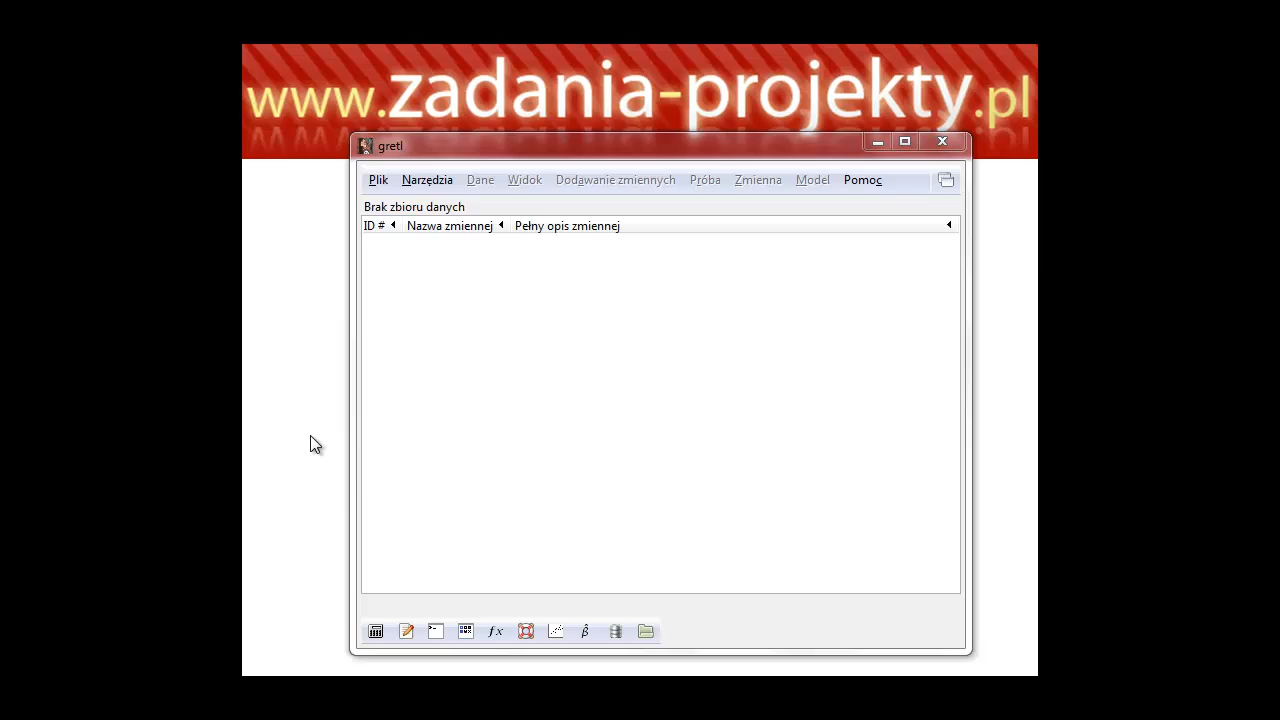 www.zadania-projekty.pl
gretl
Plik Narzędzia Dane Widok Dodawanie zmiennych Próba Zmienna Model Pomoc
Brak zbioru danych
ID # Nazwa zmiennej Pełny opis zmiennej
fx β̂